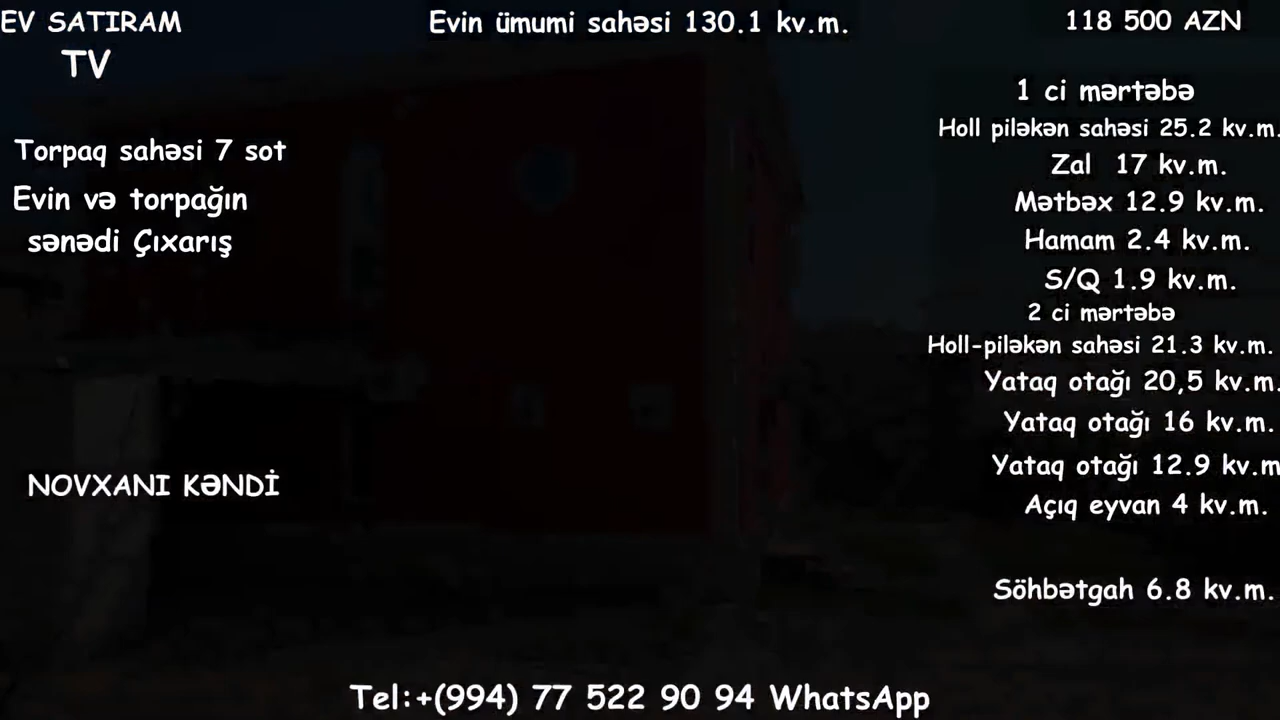 EV SATIRAM
TV
Evin ümumi sahəsi 130.1 kv.m.
118 500 AZN
Torpaq sahəsi 7 sot
Evin və torpağın
sənədi Çıxarış
NOVXANI KƏNDİ
1 ci mərtəbə
Holl piləkən sahəsi 25.2 kv.m.
Zal 17 kv.m.
Mətbəx 12.9 kv.m.
Hamam 2.4 kv.m.
S/Q 1.9 kv.m.
2 ci mərtəbə
Holl-piləkən sahəsi 21.3 kv.m.
Yataq otağı 20,5 kv.m.
Yataq otağı 16 kv.m.
Yataq otağı 12.9 kv.m
Açıq eyvan 4 kv.m.
Söhbətgah 6.8 kv.m.
Tel:+(994) 77 522 90 94 WhatsApp